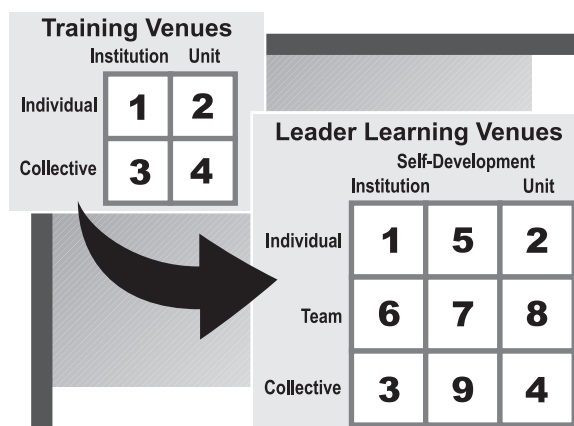 Training Venues
Institution Unit
Individual 1 2
Collective 3 4
Leader Learning Venues
Self-Development
Institution Unit
Individual 1 5 2
Team 6 7 8
Collective 3 9 4